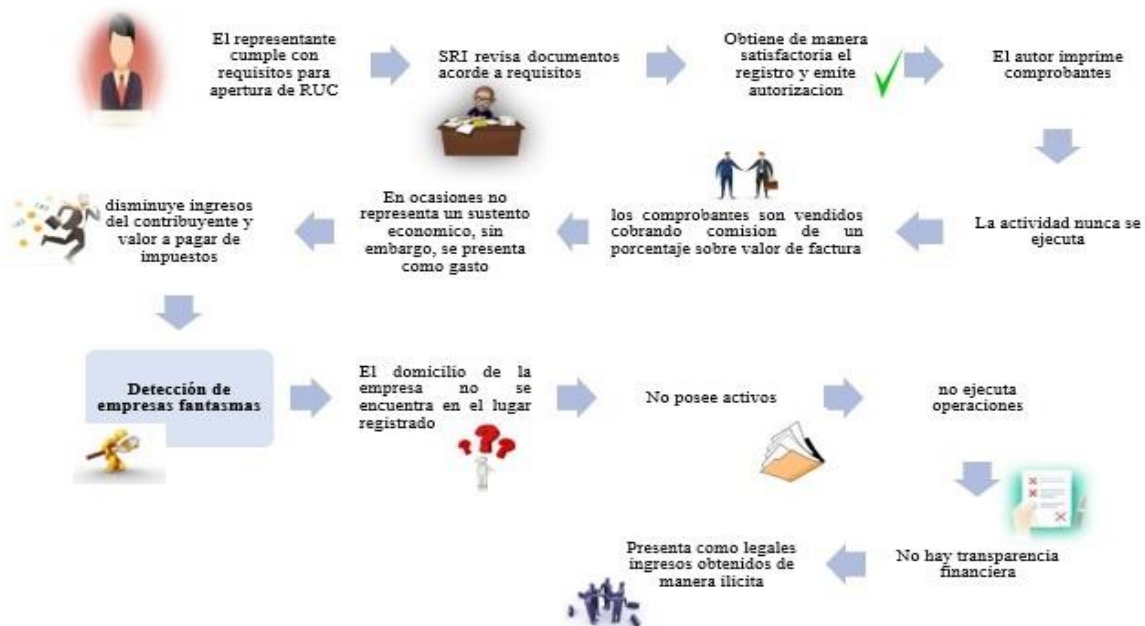 El representante
cumple con
requisitos para
apertura de RUC
SRI revisa documentos
acorde a requisitos
Obtiene de manera
satisfactoria el
registro y emite
autorizacion
El autor imprime
comprobantes
La actividad nunca se
ejecuta
los comprobantes son vendidos
cobrando comision de un
porcentaje sobre valor de factura
En ocasiones no
representa un sustento
economico, sin
embargo, se presenta
como gasto
disminuye ingresos
del contribuyente y
valor a pagar de
impuestos
Detección de
empresas fantasmas
El domicilio de la
empresa no se
encuentra en el lugar
registrado
No posee activos
no ejecuta
operaciones
No hay transparencia
financiera
Presenta como legales
ingresos obtenidos de
manera ilicita